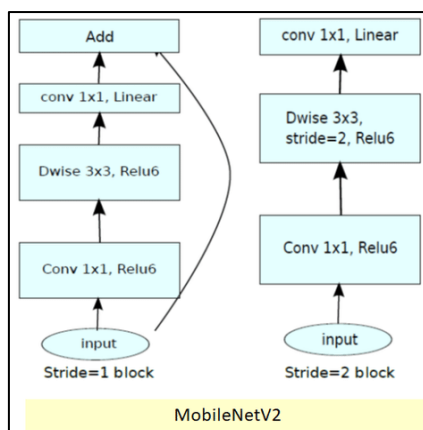 Add
conv 1x1, Linear
Dwise 3x3, Relu6
Conv 1x1, Relu6
input
Stride=1 block
conv 1x1, Linear
Dwise 3x3,
stride=2, Relu6
Conv 1x1, Relu6
input
Stride=2 block
MobileNetV2